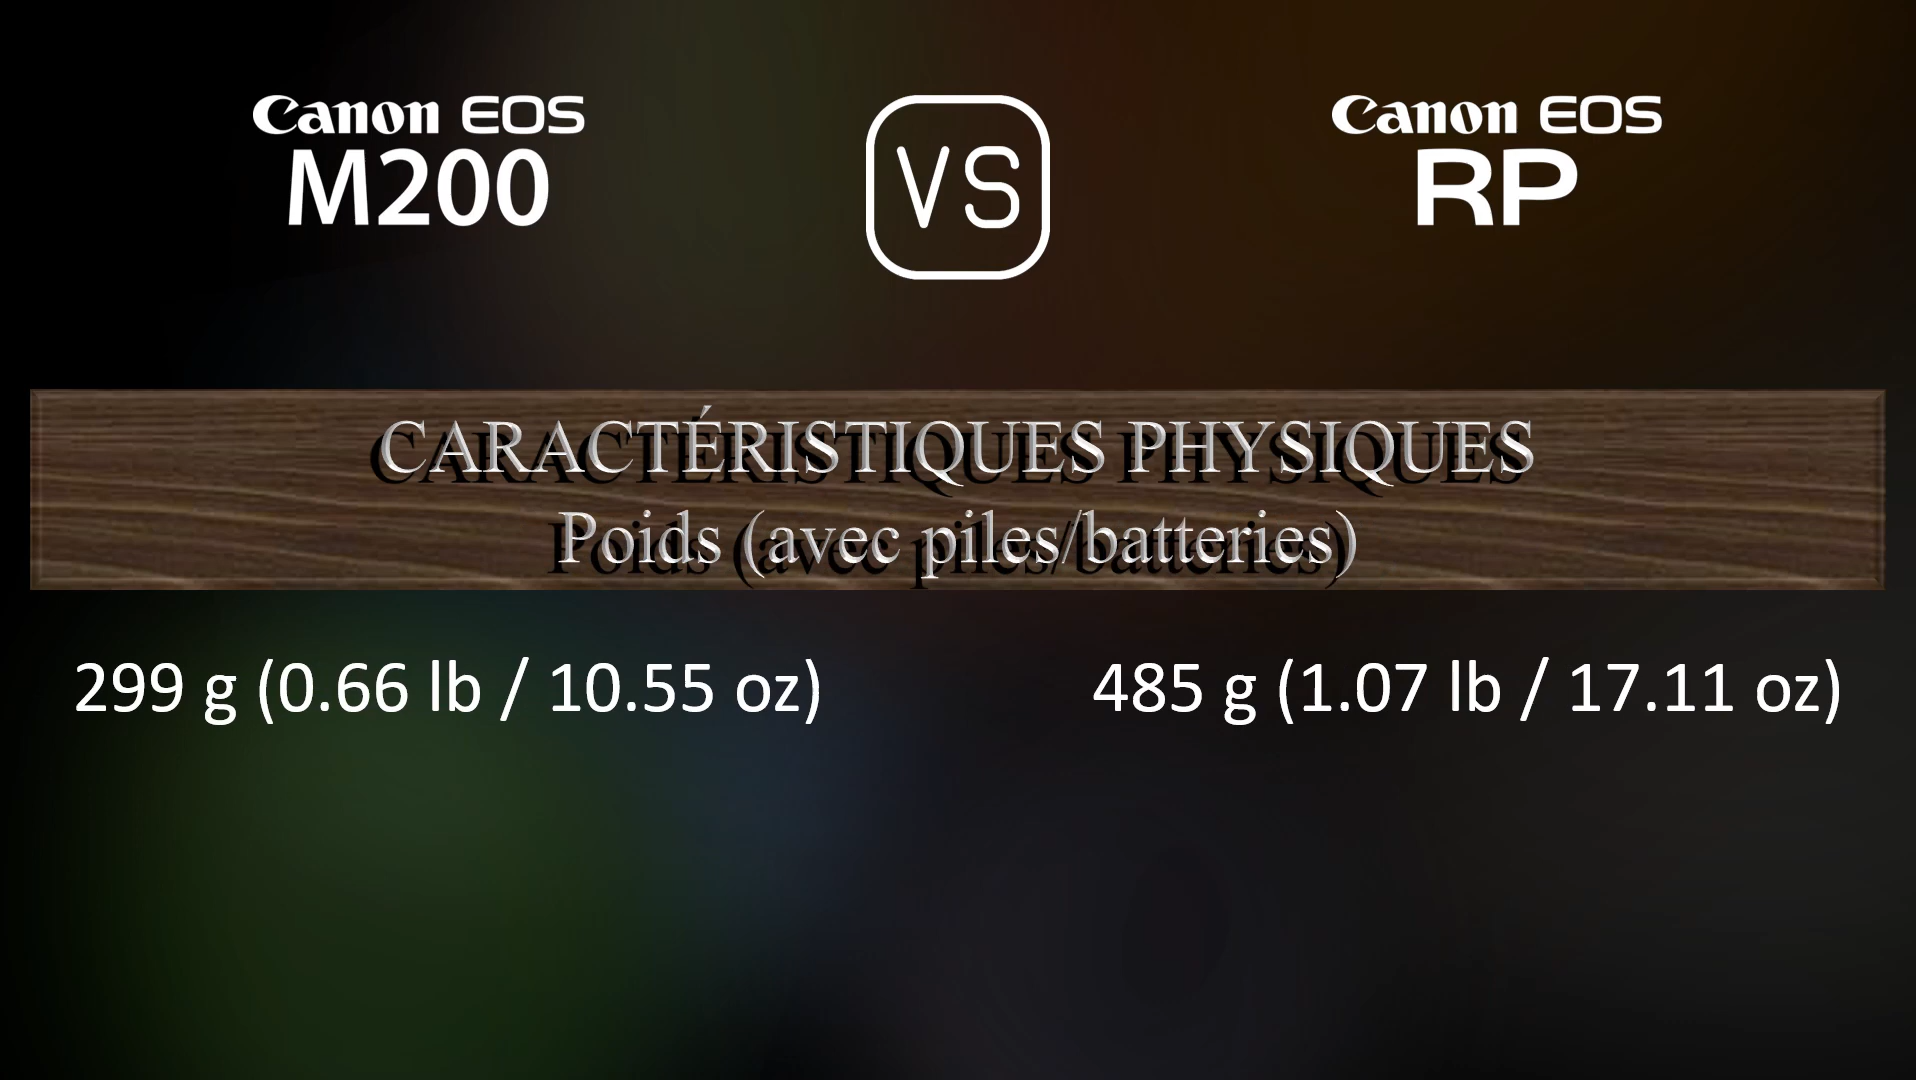 Canon EOS
M200
VS
Canon EOS
RP
CARACTÉRISTIQUES PHYSIQUES
Poids (avec piles/batteries)
299 g (0.66 lb / 10.55 oz)
485 g (1.07 lb / 17.11 oz)